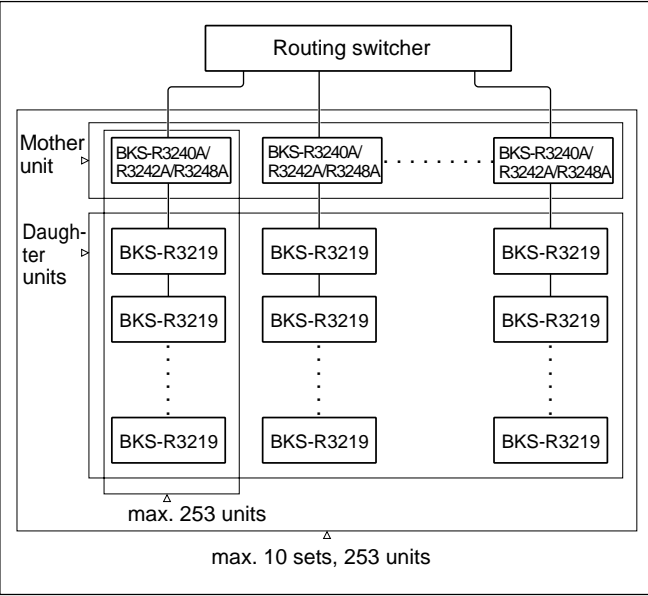 Routing switcher
Mother
unit
BKS-R3240A/
R3242A/R3248A
BKS-R3240A/
R3242A/R3248A
BKS-R3240A/
R3242A/R3248A
Daugh-
ter
units
BKS-R3219
BKS-R3219
BKS-R3219
BKS-R3219
BKS-R3219
BKS-R3219
BKS-R3219
BKS-R3219
BKS-R3219
max. 253 units
max. 10 sets, 253 units